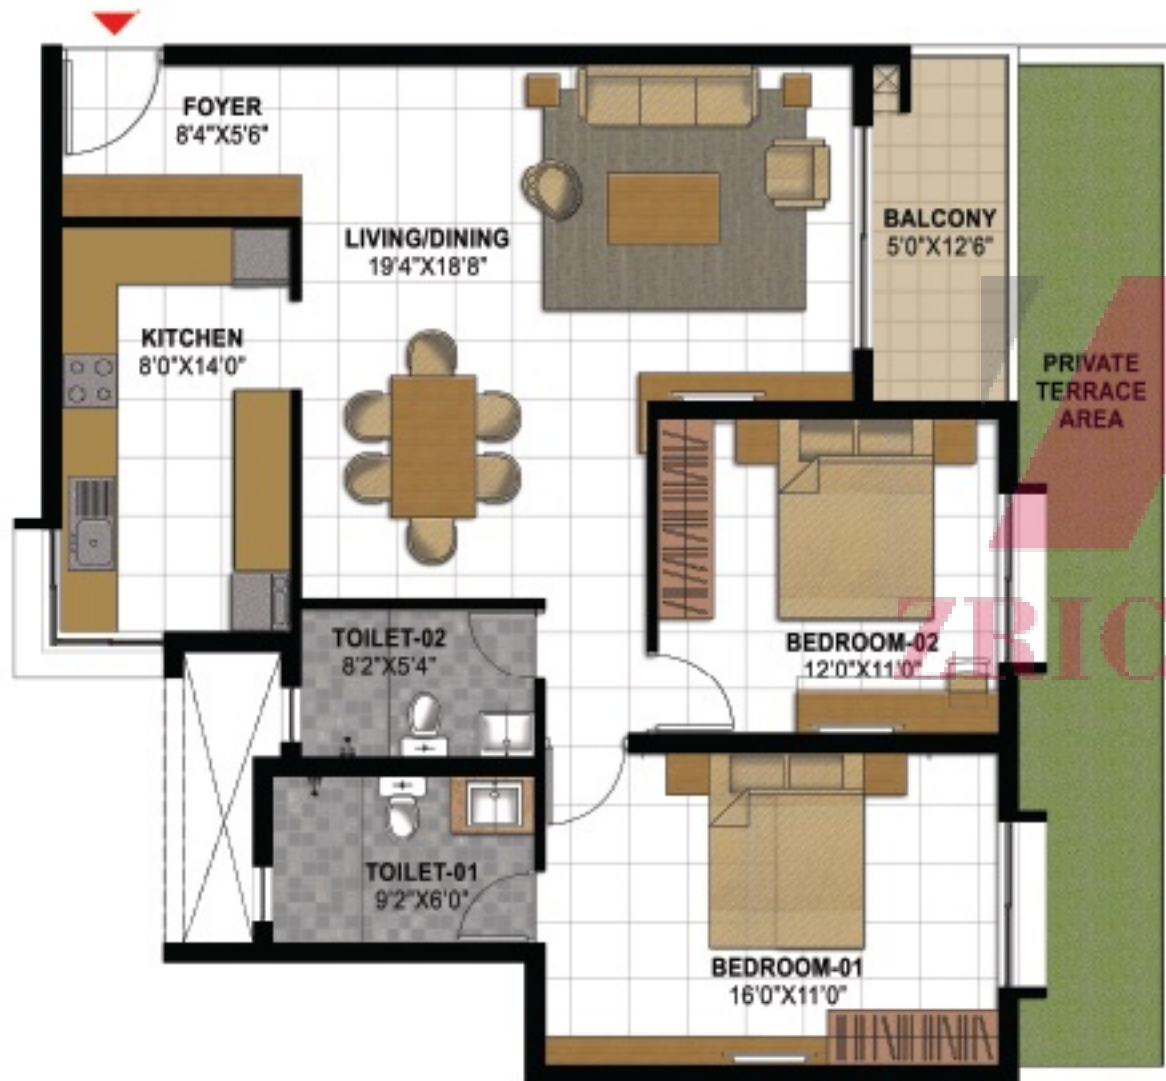 FOYER
8'4"X5'6"
LIVING/DINING
19'4"X18'8"
BALCONY
5'0"X12'6"
KITCHEN
8'0"X14'0"
PRIVATE
TERRACE
AREA
TOILET-02
8'2"X5'4"
BEDROOM-02
12'0"X11'0"
ZRIC
TOILET-01
9'2"X6'0"
BEDROOM-01
16'0"X11'0"